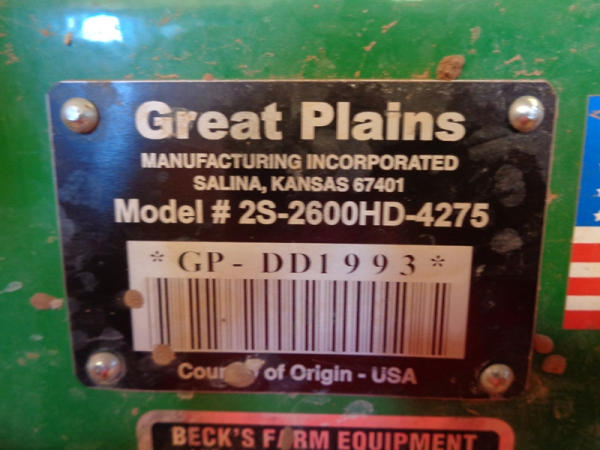 Great Plains
MANUFACTURING INCORPORATED
SALINA, KANSAS 67401
Model # 2S-2600HD-4275
*GP-DD1993*
of Origin - USA
BECK'S FARM EQUIPMENT